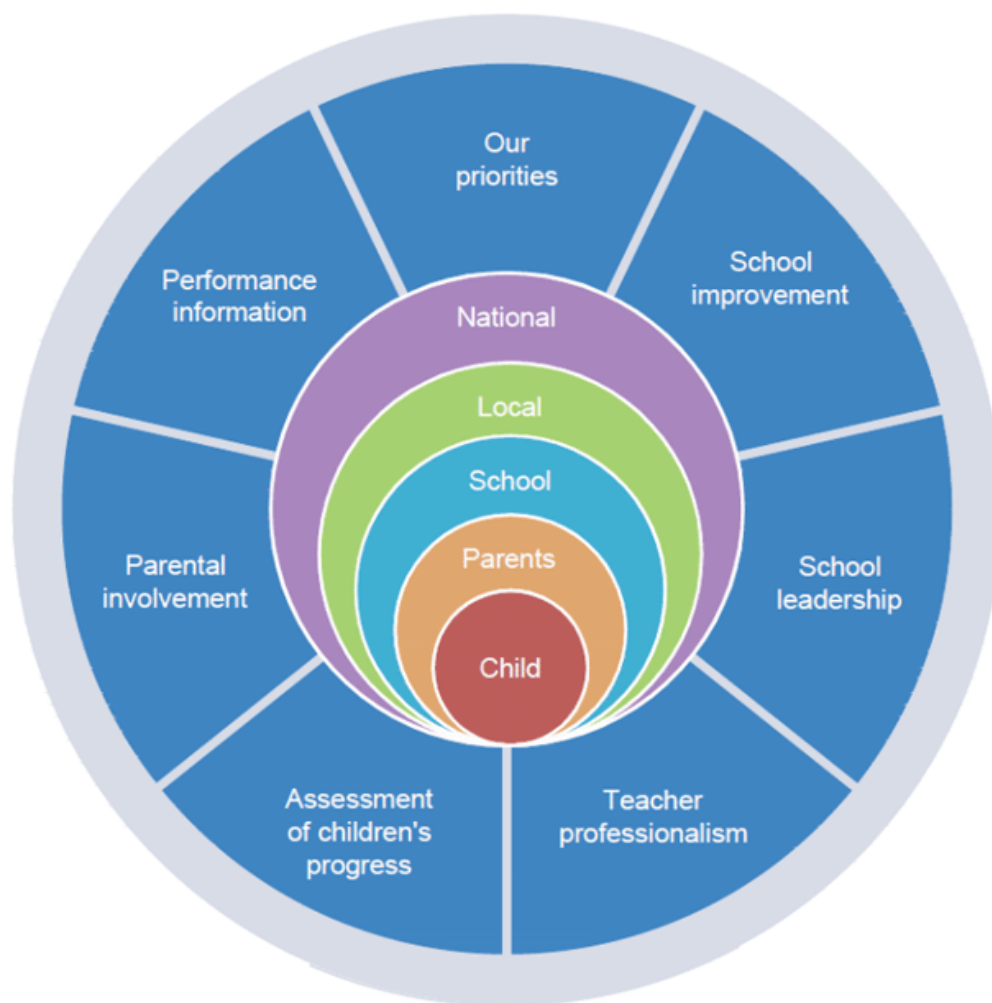 Our
priorities
School
improvement
School
leadership
Teacher
professionalism
Assessment
of children's
progress
Parental
involvement
Performance
information
National
Local
School
Parents
Child